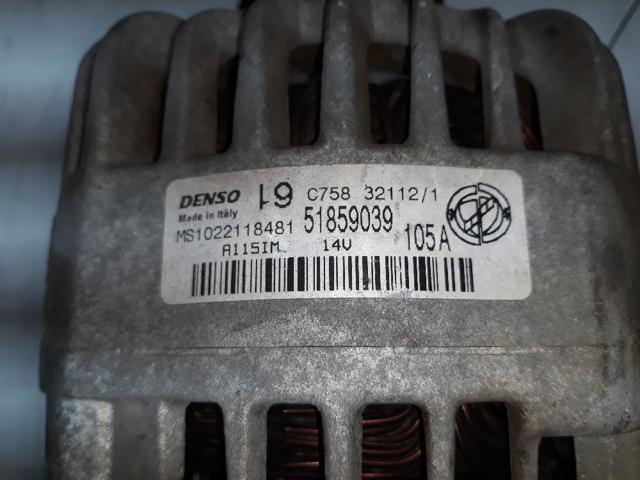 DENSO 19 C758 32112/1
Made in Italy
MS1022118481 51859039 105A
A115IM 14V